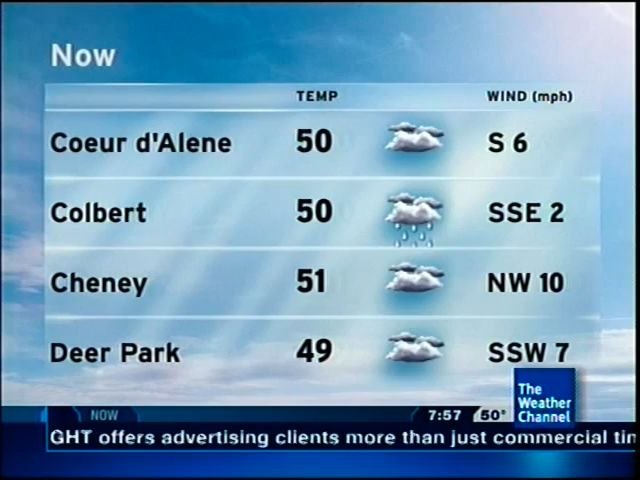 Now
TEMP WIND (mph)
Coeur d'Alene 50 S 6
Colbert 50 SSE 2
Cheney 51 NW 10
Deer Park 49 SSW 7
The
Weather
Channel
NOW 7:57 50°
GHT offers advertising clients more than just commercial